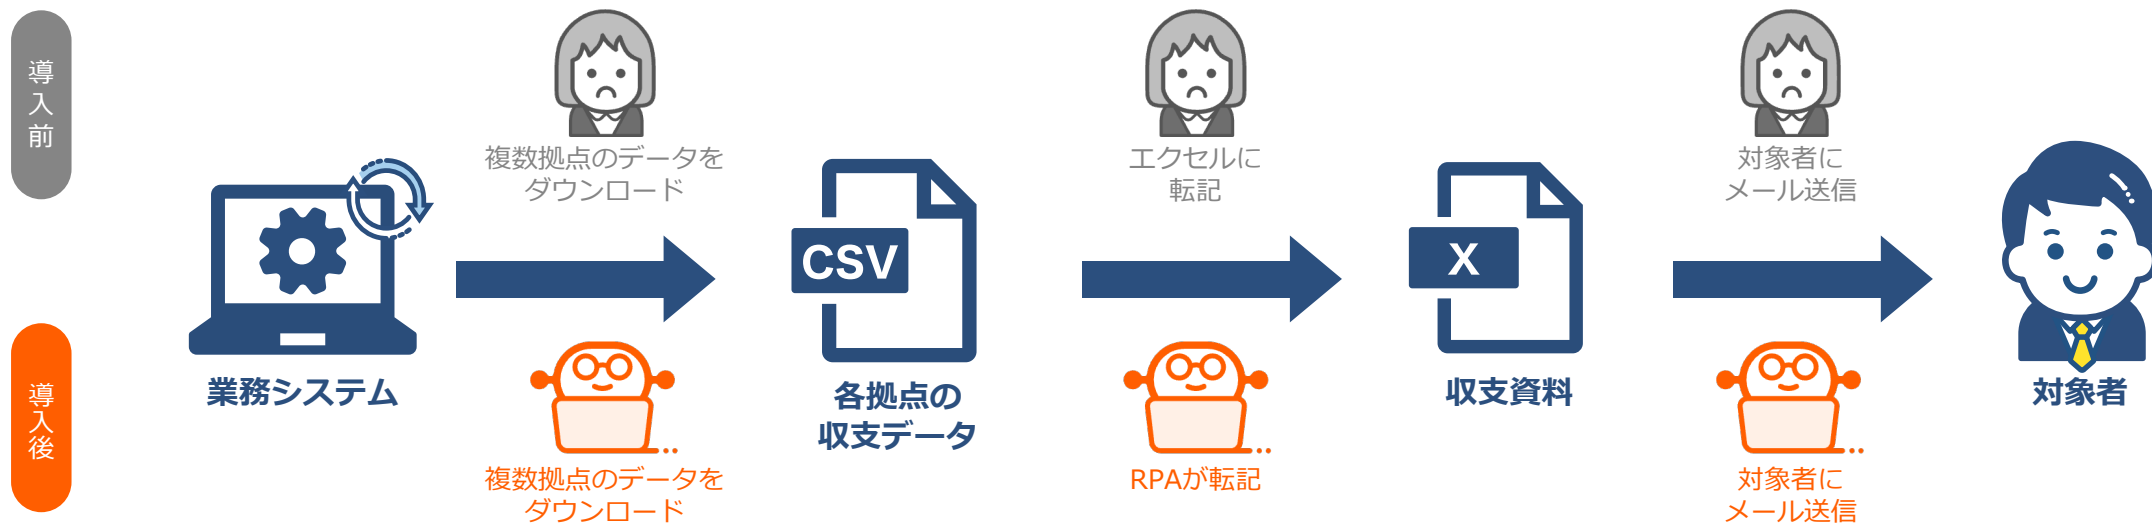 導入前
複数拠点のデータを
ダウンロード
エクセルに
転記
対象者に
メール送信
業務システム
CSV
各拠点の
収支データ
X
収支資料
対象者
導入後
複数拠点のデータを
ダウンロード
RPAが転記
対象者に
メール送信